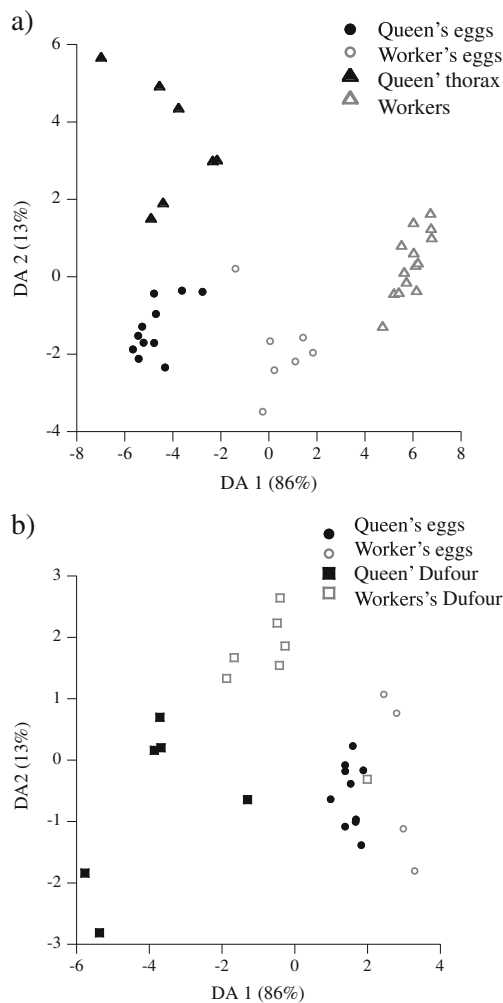 a)
Queen's eggs
Worker's eggs
Queen' thorax
Workers
6
4
2
0
-2
-4
DA 2 (13%)
-8 -6 -4 -2 0 2 4 6 8
DA 1 (86%)
b)
Queen's eggs
Worker's eggs
Queen' Dufour
Workers's Dufour
3
2
1
0
-1
-2
-3
DA2 (13%)
-6 -4 -2 0 2 4
DA 1 (86%)